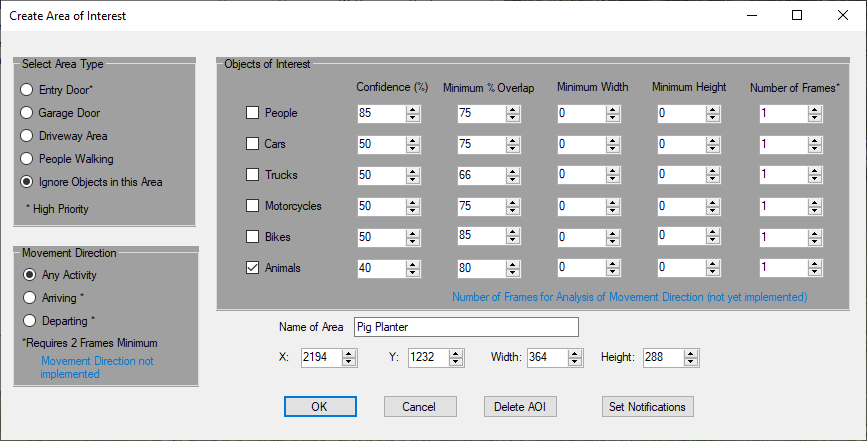 Create Area of Interest
Select Area Type
Entry Door*
Garage Door
Driveway Area
People Walking
Ignore Objects in this Area
* High Priority
Movement Direction
Any Activity
Arriving *
Departing *
*Requires 2 Frames Minimum
Movement Direction not
implemented
Objects of Interest
Confidence (%) Minimum % Overlap Minimum Width Minimum Height Number of Frames*
People 85 75 0 0 1
Cars 50 75 0 0 1
Trucks 50 66 0 0 1
Motorcycles 50 75 0 0 1
Bikes 50 85 0 0 1
Animals 40 80 0 0 1
Number of Frames for Analysis of Movement Direction (not yet implemented)
Name of Area Pig Planter
X: 2194 Y: 1232 Width: 364 Height: 288
OK Cancel Delete AOI Set Notifications